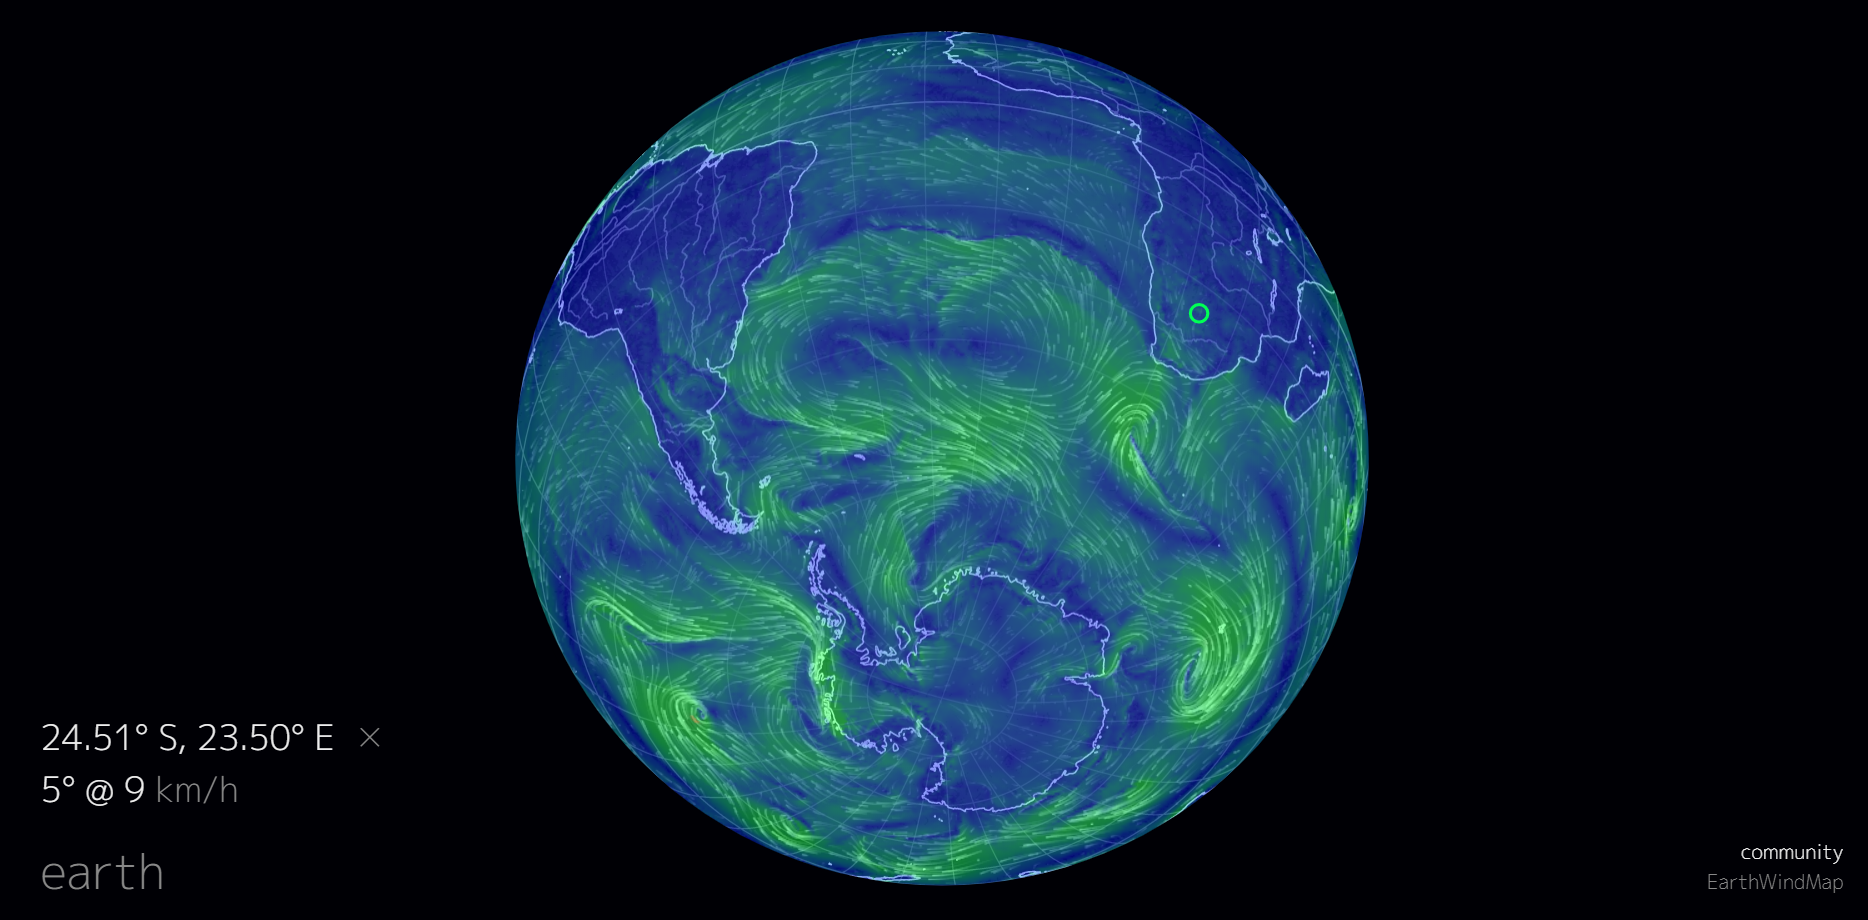 24.51° S, 23.50° E ×
5° @ 9 km/h
earth
community
EarthWindMap